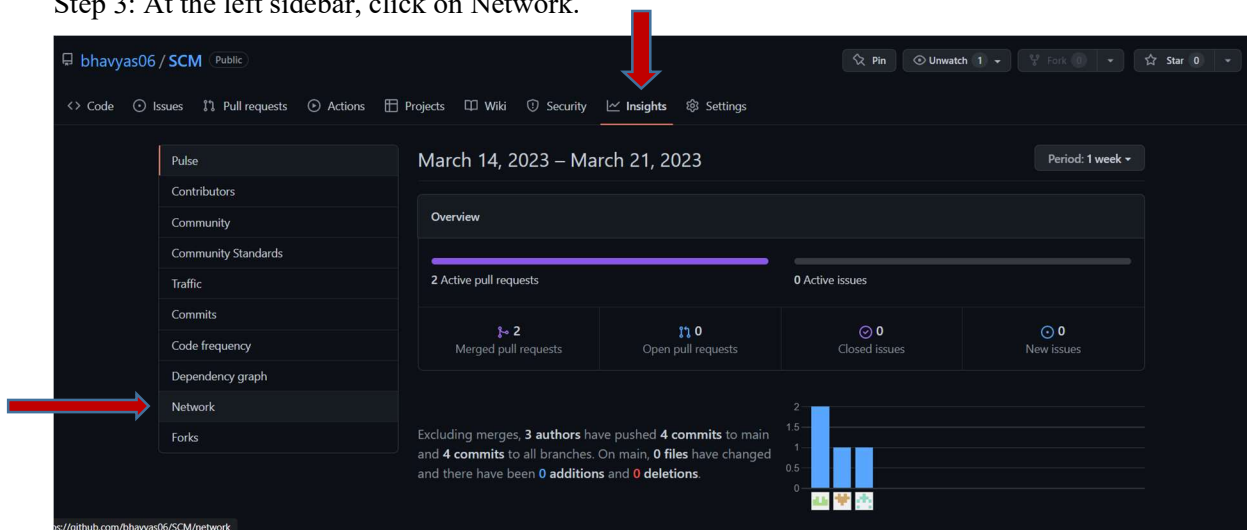 Step 3: At the left sidebar, click on Network.
bhavyas06 / SCM Public
Pin
Unwatch 1
Fork 0
Star 0
<> Code
Issues
Pull requests
Actions
Projects
Wiki
Security
Insights
Settings
Pulse
Contributors
Community
Community Standards
Traffic
Commits
Code frequency
Dependency graph
Network
Forks
March 14, 2023 – March 21, 2023
Period: 1 week
Overview
2 Active pull requests
0 Active issues
2
Merged pull requests
0
Open pull requests
0
Closed issues
0
New issues
Excluding merges, 3 authors have pushed 4 commits to main
and 4 commits to all branches. On main, 0 files have changed
and there have been 0 additions and 0 deletions.
2
1.5
1
0.5
0
s://github.com/bhavyas06/SCM/network